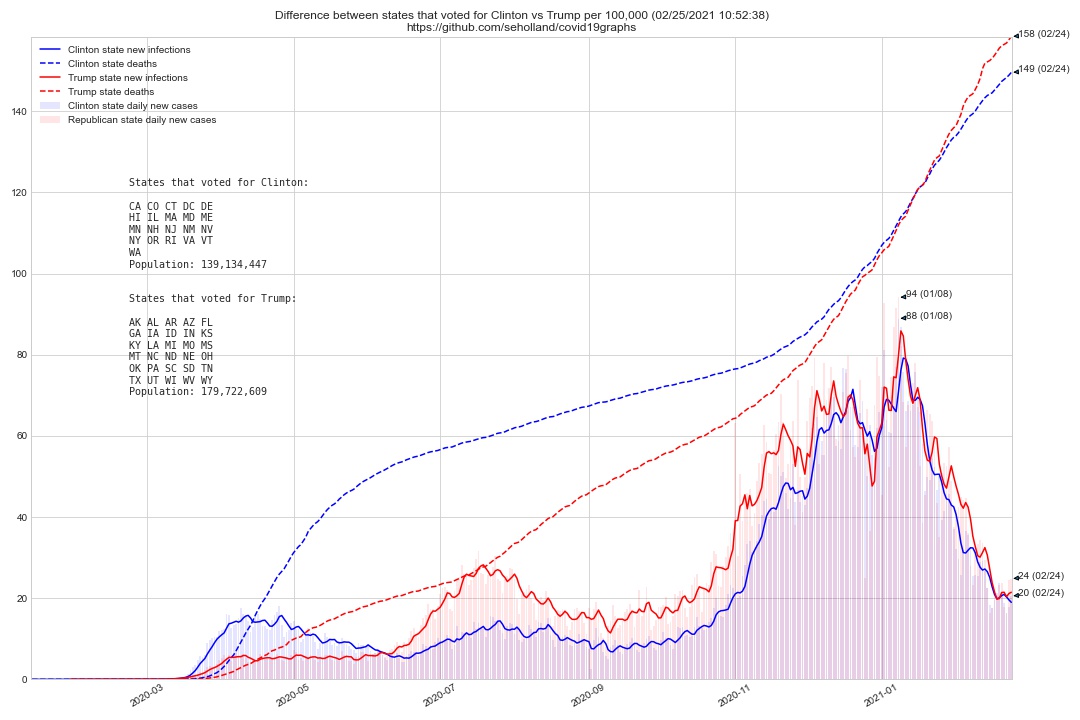 Difference between states that voted for Clinton vs Trump per 100,000 (02/25/2021 10:52:38)
https://github.com/seholland/covid19graphs
Clinton state new infections
Clinton state deaths
Trump state new infections
Trump state deaths
Clinton state daily new cases
Republican state daily new cases
States that voted for Clinton:
CA CO CT DC DE
HI IL MA MD ME
MN NH NJ NM NV
NY OR RI VA VT
WA
Population: 139,134,447
States that voted for Trump:
AK AL AR AZ FL
GA IA ID IN KS
KY LA MI MO MS
MT NC ND NE OH
OK PA SC SD TN
TX UT WI WV WY
Population: 179,722,609
158 (02/24)
149 (02/24)
94 (01/08)
88 (01/08)
24 (02/24)
20 (02/24)
140
120
100
80
60
40
20
0
2020-03
2020-05
2020-07
2020-09
2020-11
2021-01